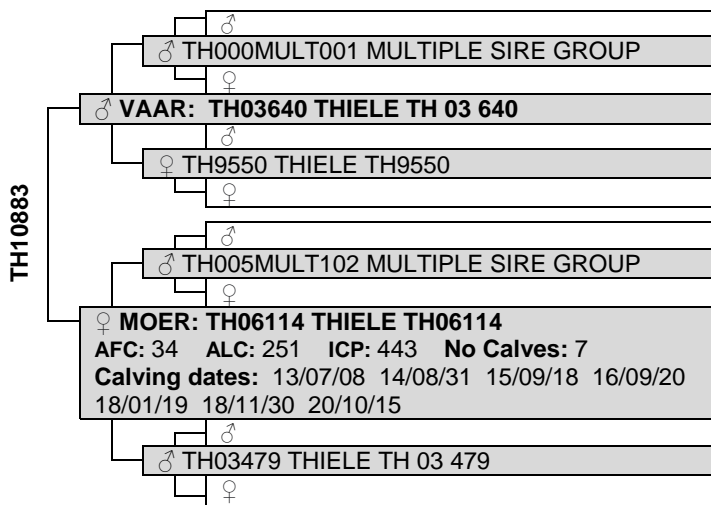 ♂
♂ TH000MULT001 MULTIPLE SIRE GROUP
♀
♂ VAAR: TH03640 THIELE TH 03 640
♂
♀ TH9550 THIELE TH9550
♀
TH10883
♂
♂ TH005MULT102 MULTIPLE SIRE GROUP
♀
♀ MOER: TH06114 THIELE TH06114
AFC: 34 ALC: 251 ICP: 443 No Calves: 7
Calving dates: 13/07/08 14/08/31 15/09/18 16/09/20
18/01/19 18/11/30 20/10/15
♂
♂ TH03479 THIELE TH 03 479
♀